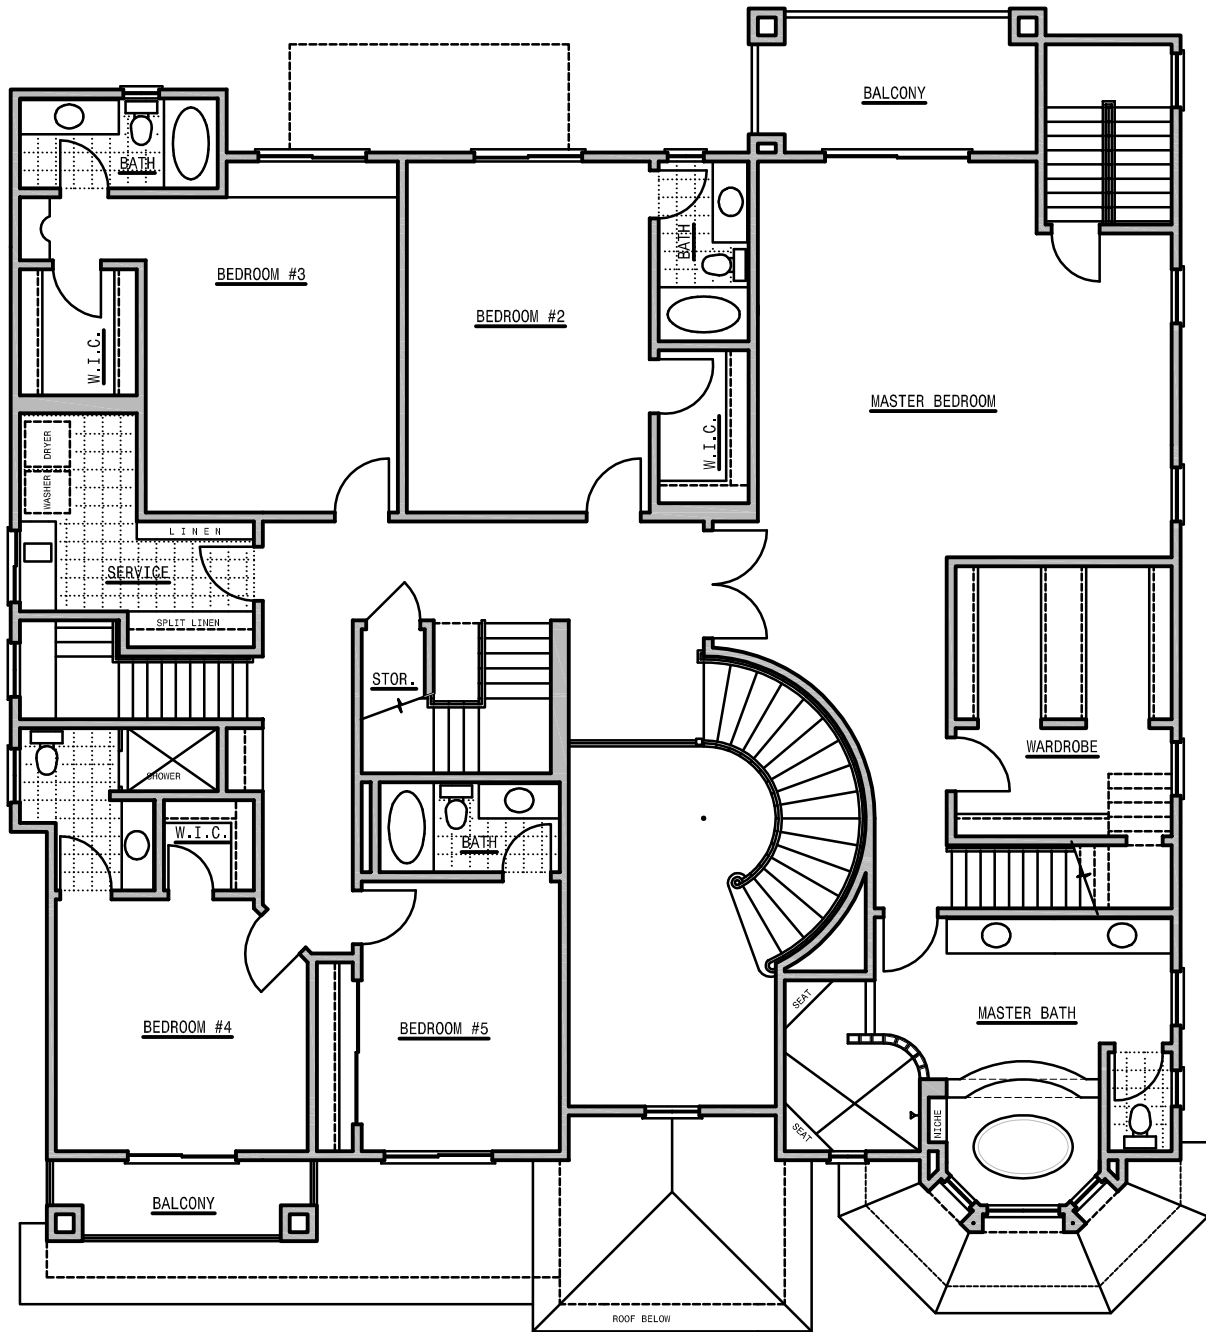 BALCONY
BATH
BEDROOM #3
BATH
BEDROOM #2
W.I.C.
MASTER BEDROOM
W.I.C.
DRYER
WASHER
LINEN
SERVICE
SPLIT LINEN
STOR.
WARDROBE
SHOWER
W.I.C.
BATH
SEAT
MASTER BATH
BEDROOM #4
BEDROOM #5
NICHE
SEAT
BALCONY
ROOF BELOW